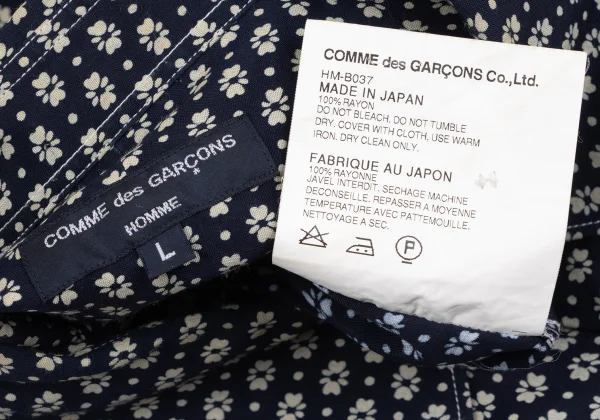 COMME des GARÇONS
HOMME
L
COMME des GARÇONS Co.,Ltd.
HM-B037
MADE IN JAPAN
100% RAYON
DO NOT BLEACH. DO NOT TUMBLE
DRY. COVER WITH CLOTH, USE WARM
IRON. DRY CLEAN ONLY.
FABRIQUE AU JAPON
100% RAYONNE
JAVEL INTERDIT. SECHAGE MACHINE
DECONSEILLE. REPASSER A MOYENNE
TEMPERATURE AVEC PATTEMOUILLE.
NETTOYAGE A SEC.
P